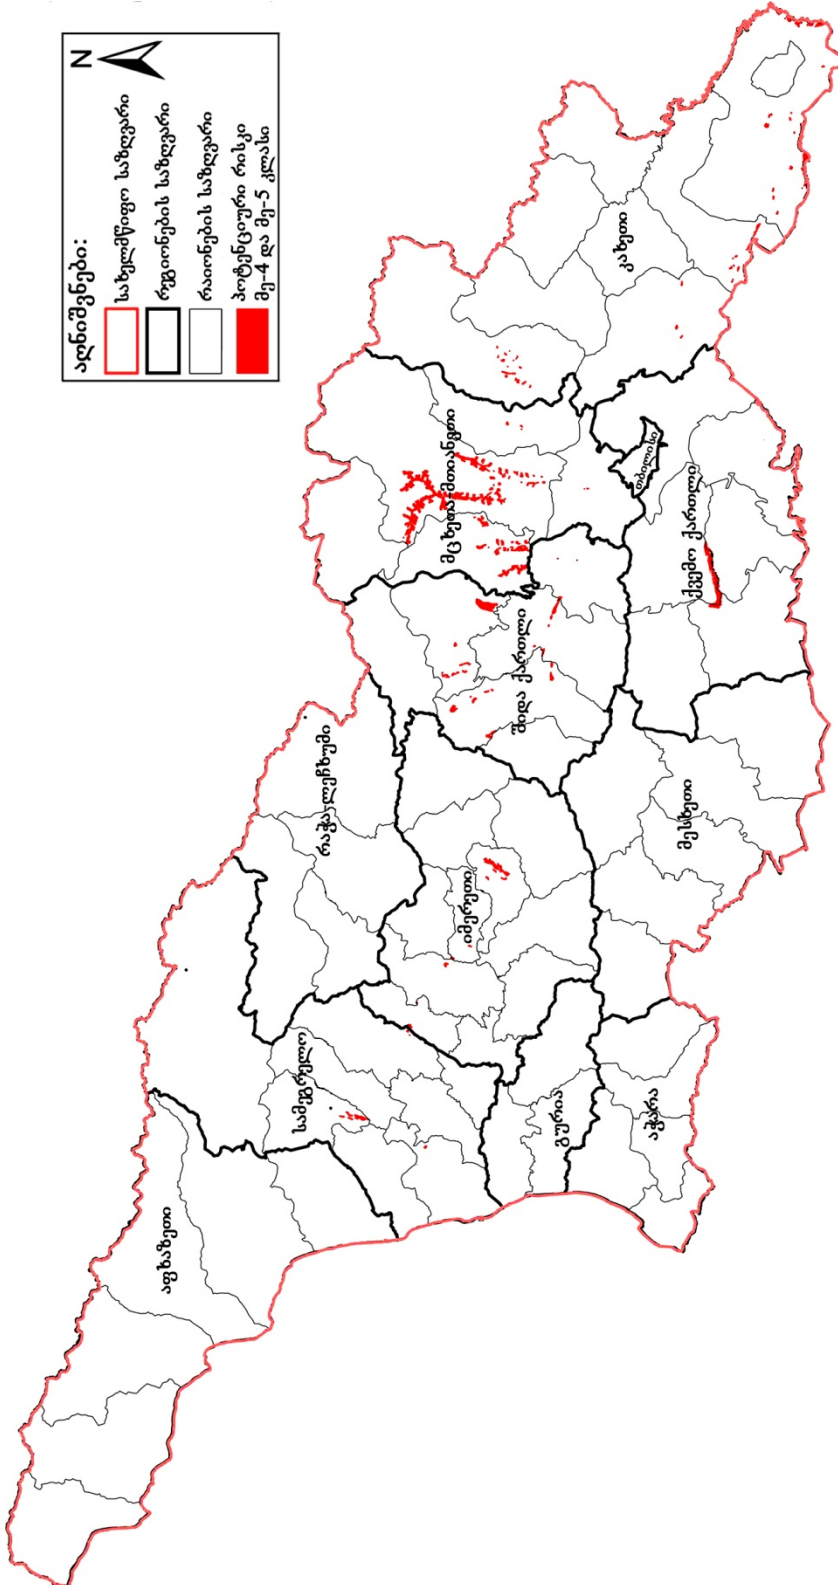 აღნიშვნები:
სახელმწიფო საზღვარი
რეგიონების საზღვარი
რაიონების საზღვარი
პოტენციური რისკი
მე-4 და მე-5 კლასი
N
აფხაზეთი
სამეგრელო
რაჭა-ლეჩხუმი
გურია
იმერეთი
აჭარა
მესხეთი
შიდა ქართლი
მცხეთა-მთიანეთი
ქვემო ქართლი
თბილისი
კახეთი